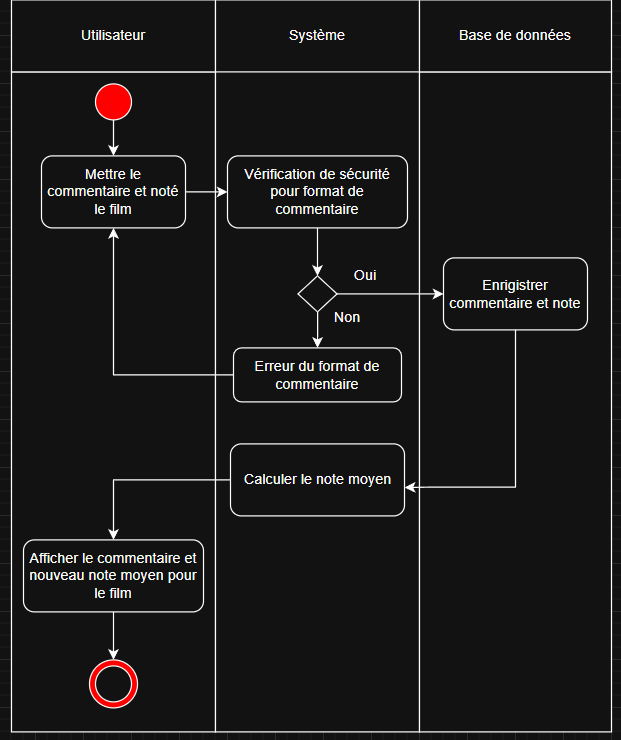 Utilisateur
Système
Base de données
Mettre le
commentaire et noté
le film
Vérification de sécurité
pour format de
commentaire
Oui
Enrigistrer
commentaire et note
Non
Erreur du format de
commentaire
Calculer le note moyen
Afficher le commentaire et
nouveau note moyen pour
le film